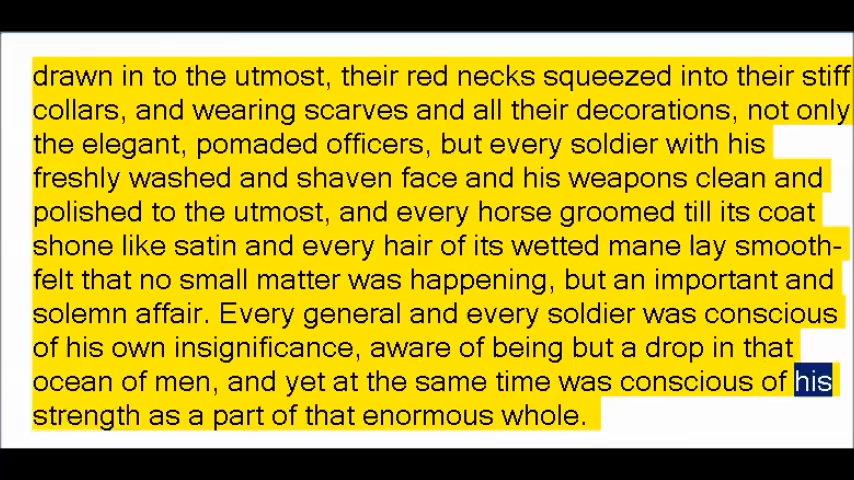 drawn in to the utmost, their red necks squeezed into their stiff
collars, and wearing scarves and all their decorations, not only
the elegant, pomaded officers, but every soldier with his
freshly washed and shaven face and his weapons clean and
polished to the utmost, and every horse groomed till its coat
shone like satin and every hair of its wetted mane lay smooth-
felt that no small matter was happening, but an important and
solemn affair. Every general and every soldier was conscious
of his own insignificance, aware of being but a drop in that
ocean of men, and yet at the same time was conscious of his
strength as a part of that enormous whole.